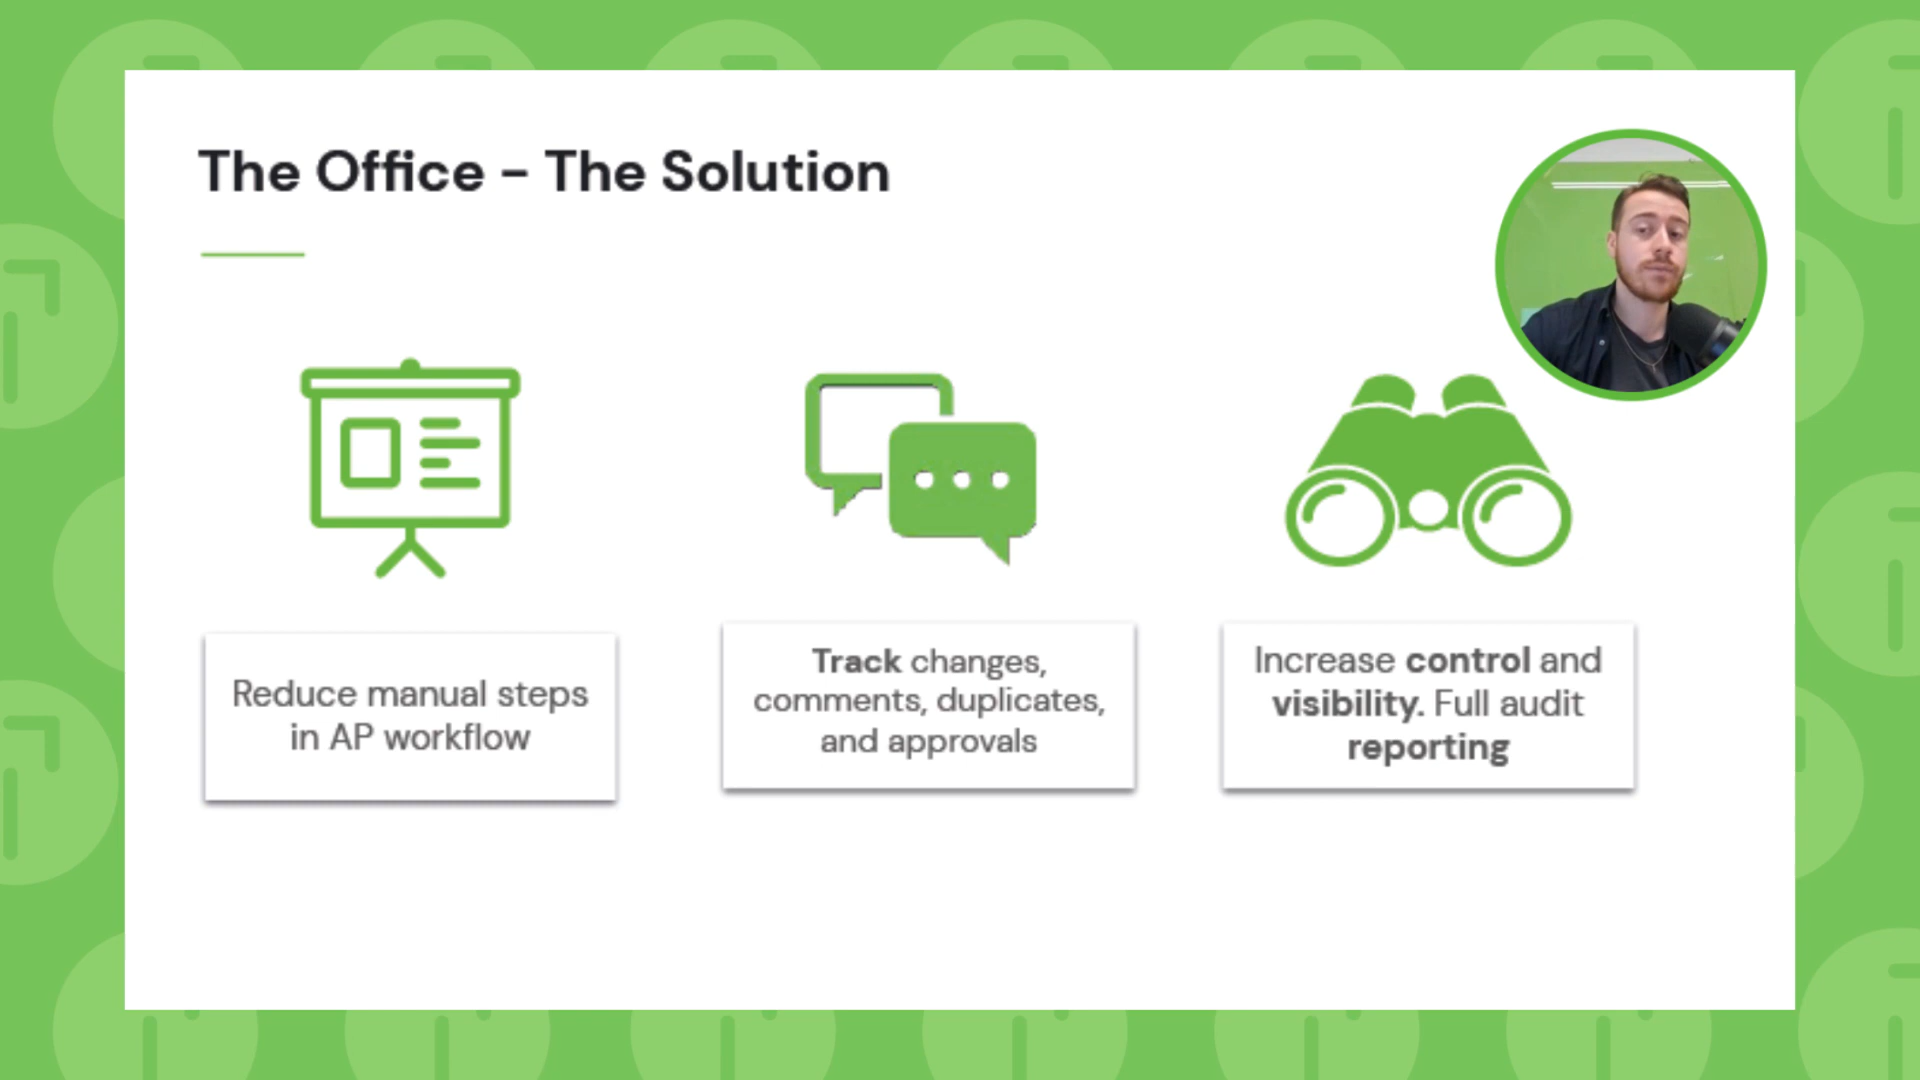 The Office – The Solution
Reduce manual steps
in AP workflow
Track changes,
comments, duplicates,
and approvals
Increase control and
visibility. Full audit
reporting